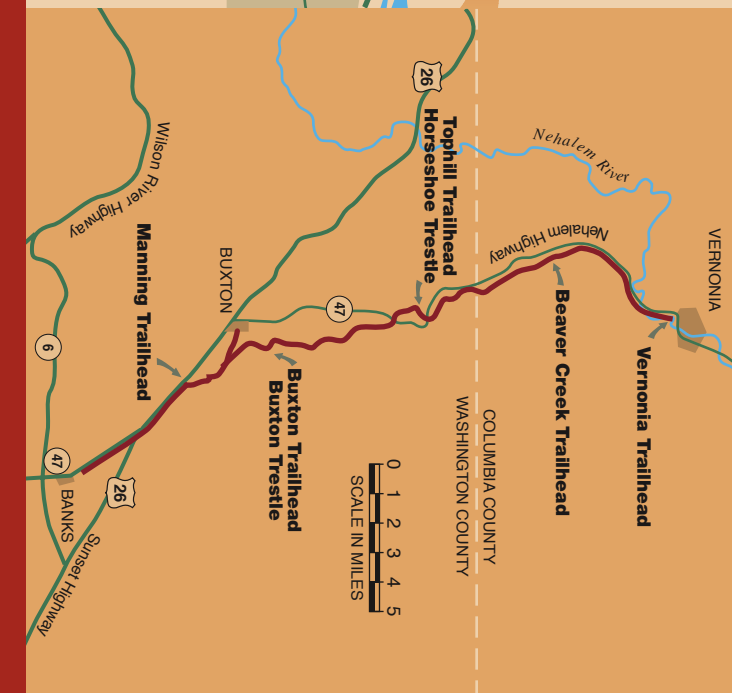 VERNONIA
Vernonia Trailhead
Nehalem River
Nehalem Highway
Beaver Creek Trailhead
COLUMBIA COUNTY
WASHINGTON COUNTY
26
Tophill Trailhead
Horseshoe Trestle
47
0 1 2 3 4 5
SCALE IN MILES
Buxton Trailhead
Buxton Trestle
BUXTON
Wilson River Highway
Manning Trailhead
6
47
26
BANKS
Sunset Highway